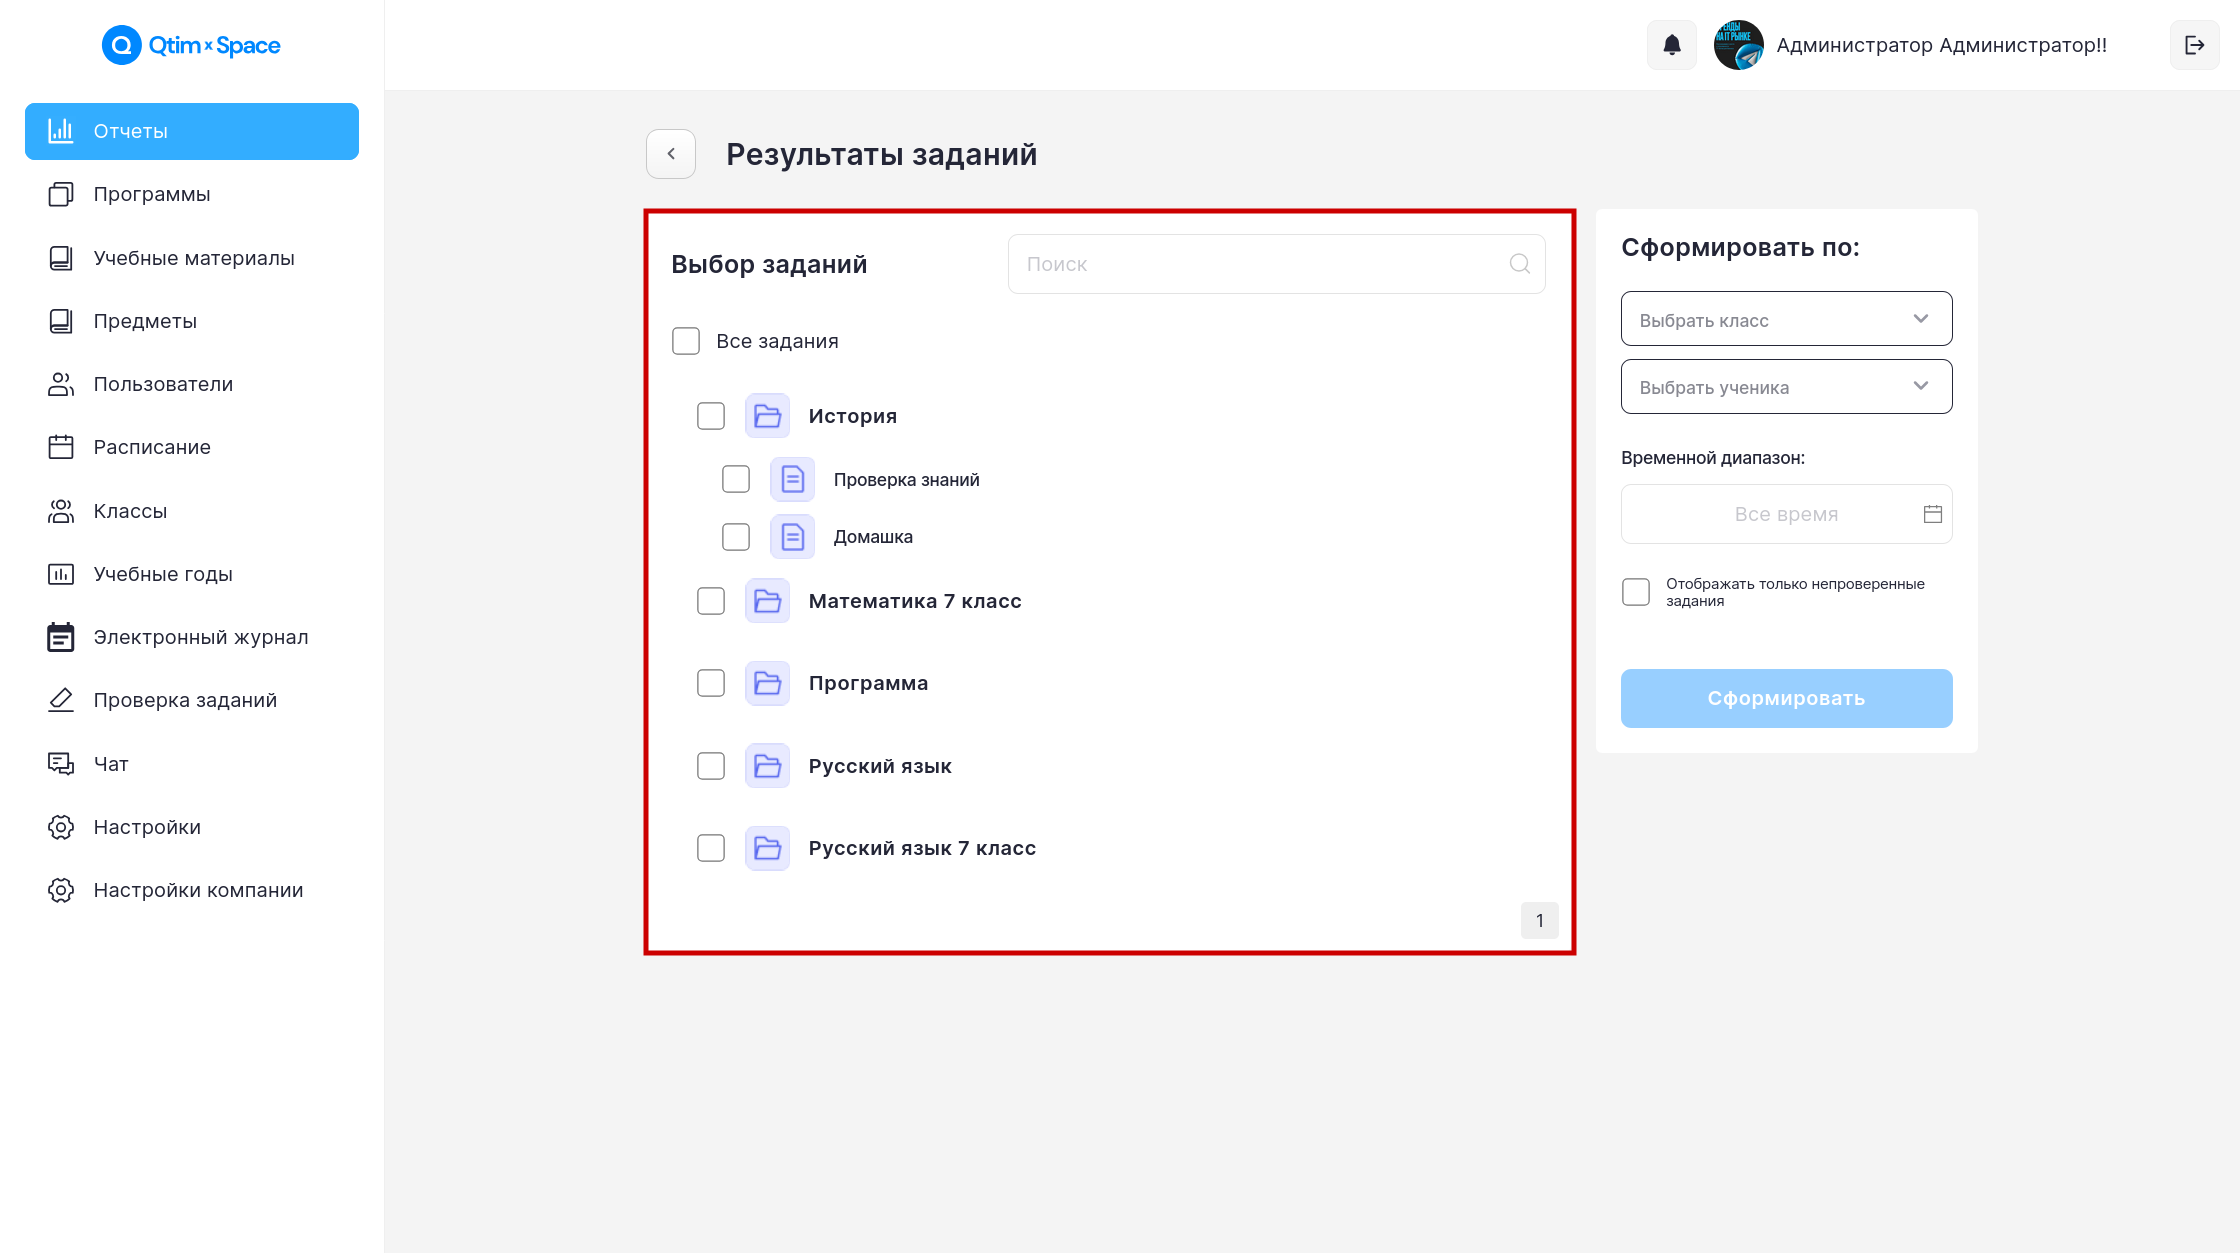 Qtim × Space
Администратор Администратор!!
Отчеты
Программы
Учебные материалы
Предметы
Пользователи
Расписание
Классы
Учебные годы
Электронный журнал
Проверка заданий
Чат
Настройки
Настройки компании
Результаты заданий
Выбор заданий
Поиск
Все задания
История
Проверка знаний
Домашка
Математика 7 класс
Программа
Русский язык
Русский язык 7 класс
1
Сформировать по:
Выбрать класс
Выбрать ученика
Временной диапазон:
Все время
Отображать только непроверенные
задания
Сформировать